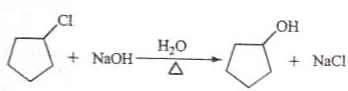 Cl
OH
+ NaOH H₂O △ + NaCl